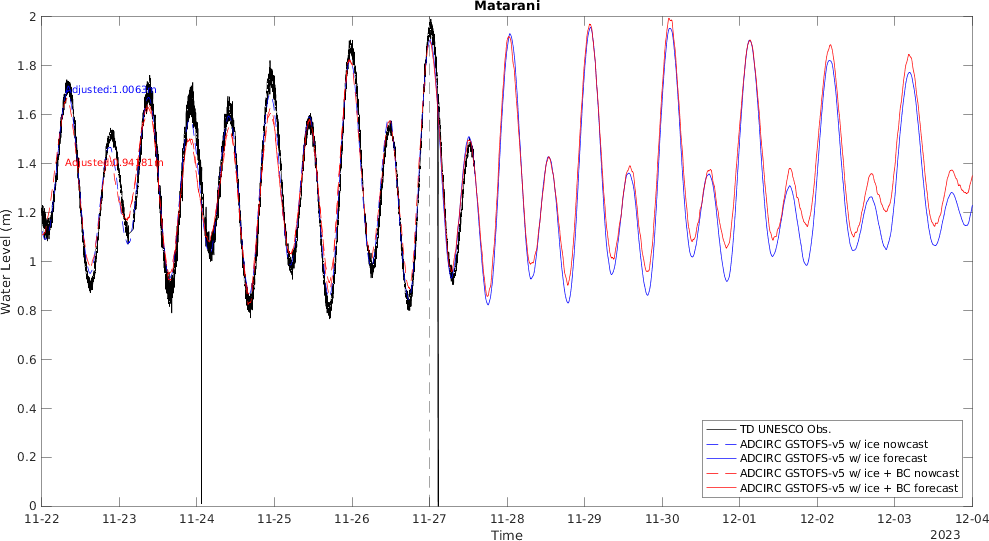 Matarani
2
1.8
1.6
1.4
1.2
1
0.8
0.6
0.4
0.2
0
Water Level (m)
Adjusted:1.0063m
Adjusted:0.94181m
TD UNESCO Obs.
ADCIRC GSTOFS-v5 w/ ice nowcast
ADCIRC GSTOFS-v5 w/ ice forecast
ADCIRC GSTOFS-v5 w/ ice + BC nowcast
ADCIRC GSTOFS-v5 w/ ice + BC forecast
11-22 11-23 11-24 11-25 11-26 11-27 11-28 11-29 11-30 12-01 12-02 12-03 12-04
Time
2023